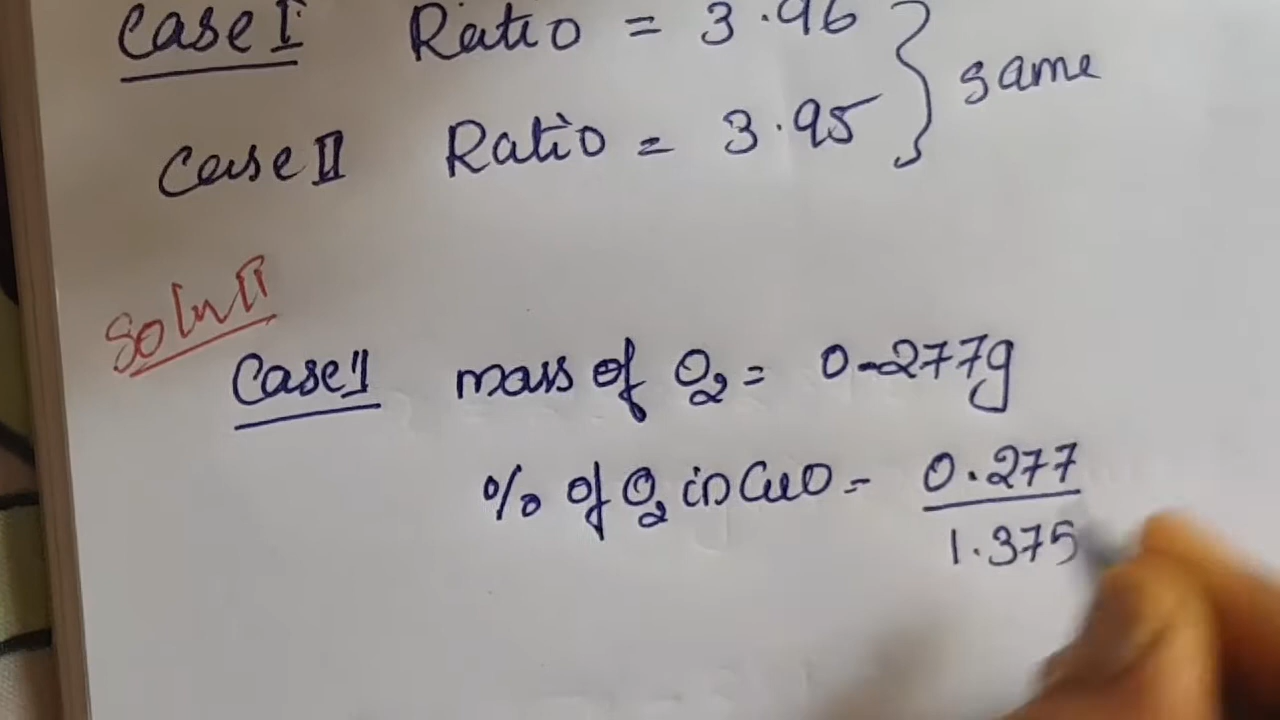 Case I Ratio = 3.96 } same
Case II Ratio = 3.95
Soln II
Case I mass of O2 = 0.277g
% of O2 in CuO = 0.277
1.375